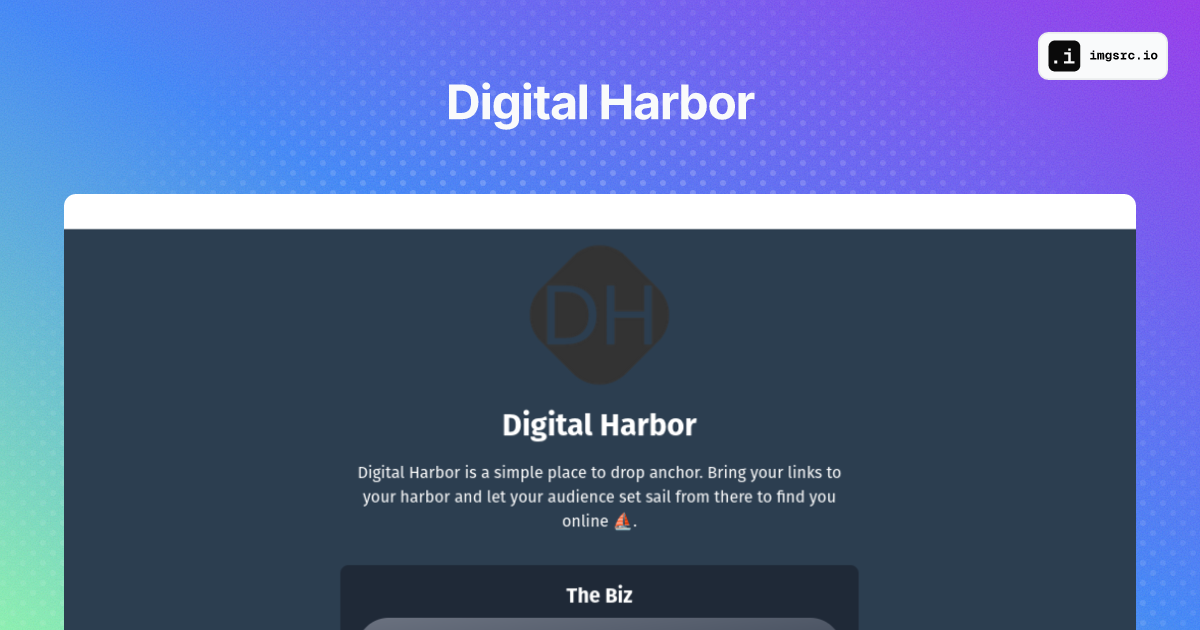 .i imgsrc.io
Digital Harbor
DH
Digital Harbor
Digital Harbor is a simple place to drop anchor. Bring your links to
your harbor and let your audience set sail from there to find you
online ⛵.
The Biz